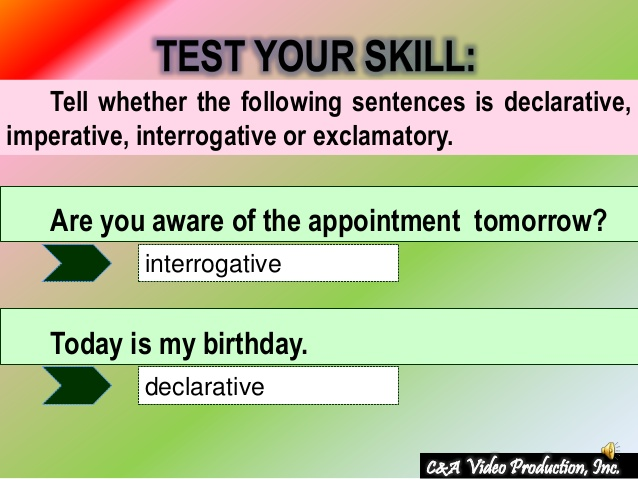 TEST YOUR SKILL:
Tell whether the following sentences is declarative,
imperative, interrogative or exclamatory.
Are you aware of the appointment tomorrow?
interrogative
Today is my birthday.
declarative
C&A Video Production, Inc.